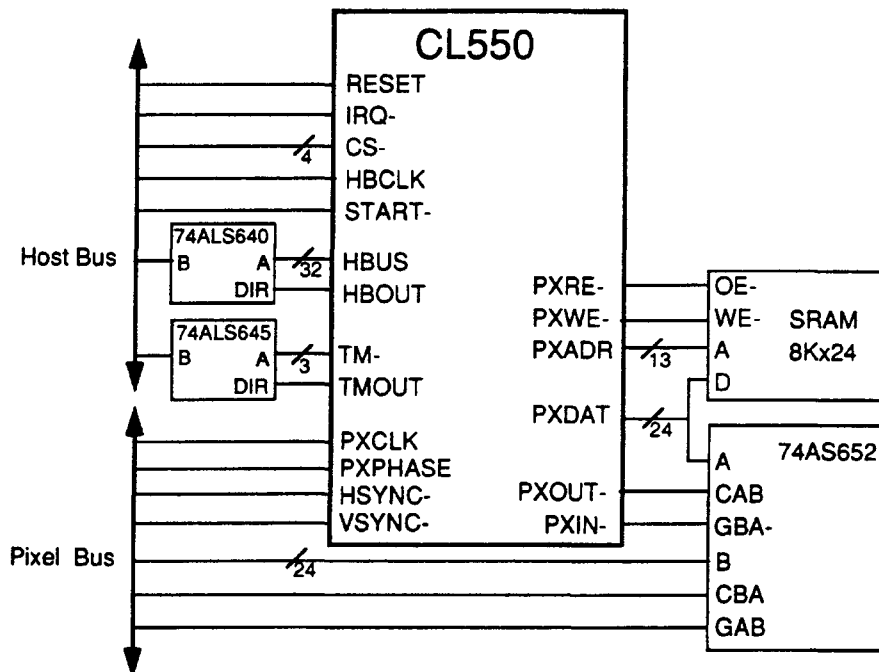 CL550
RESET
IRQ-
CS-
4
HBCLK
START-
Host Bus
74ALS640
B A
DIR
32
HBUS
HBOUT
74ALS645
B A
DIR
3
TM-
TMOUT
PXCLK
PXPHASE
HSYNC-
VSYNC-
Pixel Bus
24
PXRE-
PXWE-
PXADR
13
PXDAT
24
PXOUT-
PXIN-
OE-
WE- SRAM
A 8Kx24
D
74AS652
A
CAB
GBA-
B
CBA
GAB